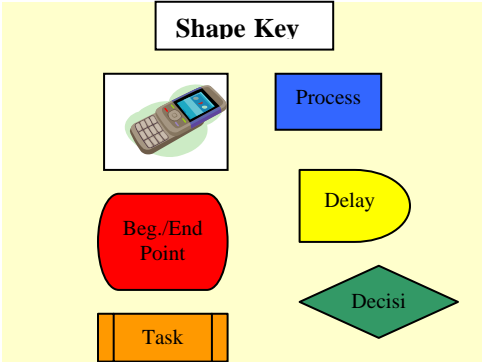 Shape Key
Process
Delay
Beg./End
Point
Decisi
Task